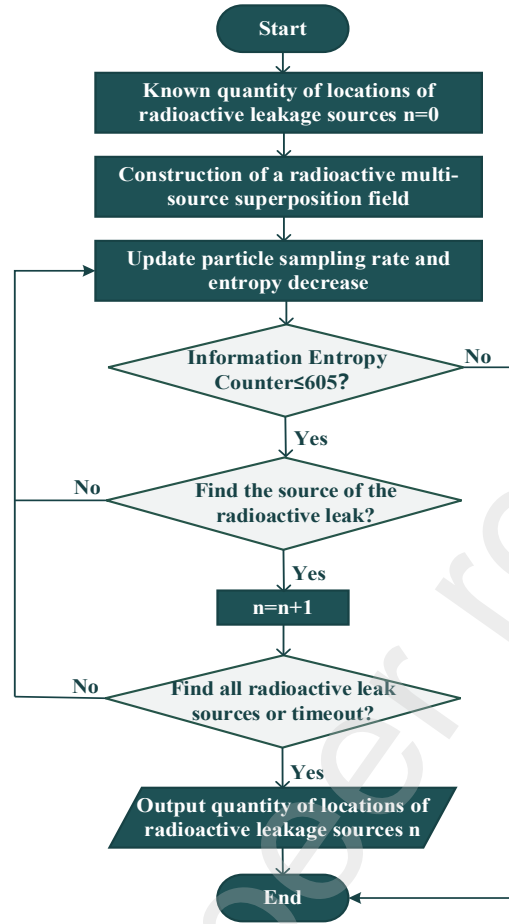 Start
Known quantity of locations of
radioactive leakage sources n=0
Construction of a radioactive multi-
source superposition field
Update particle sampling rate and
entropy decrease
Information Entropy
Counter≤605?
No
Yes
Find the source of the
radioactive leak?
No
Yes
n=n+1
Find all radioactive leak
sources or timeout?
No
Yes
Output quantity of locations of
radioactive leakage sources n
End
peer re